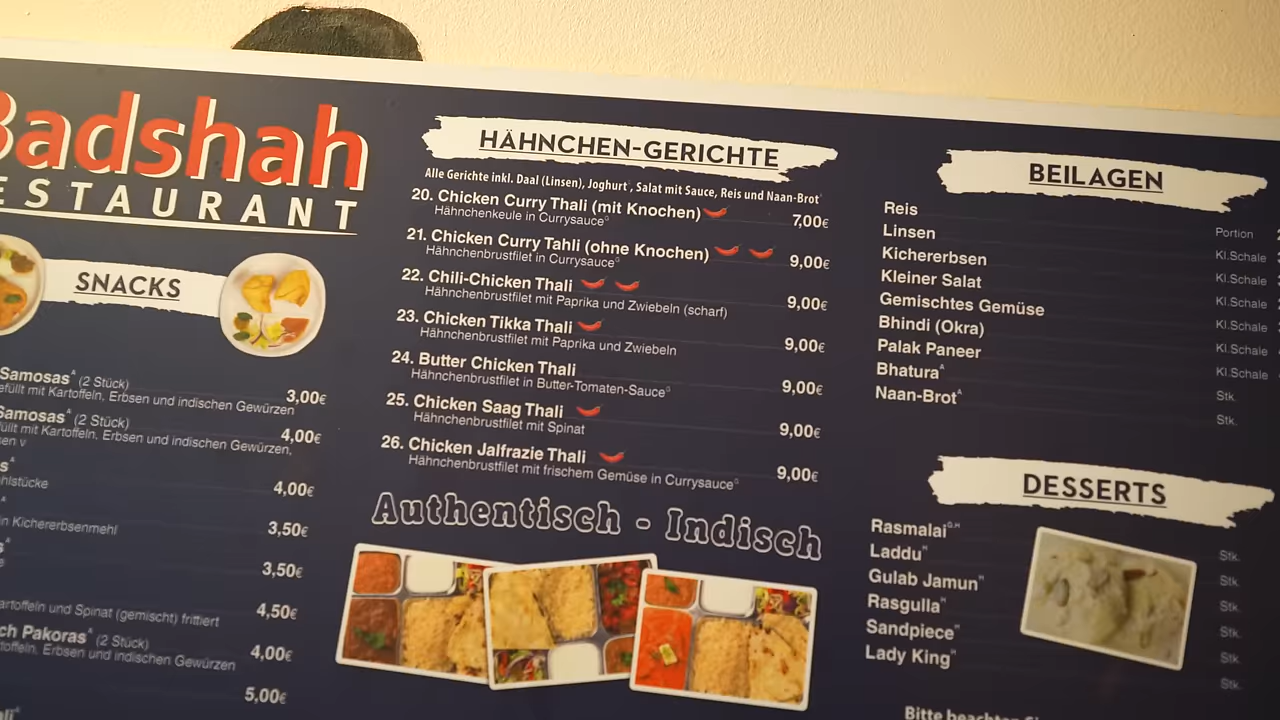 Badshah
RESTAURANT
SNACKS
Samosas^A (2 Stück)
3,00€
gefüllt mit Kartoffeln, Erbsen und indischen Gewürzen
Samosas^A (2 Stück)
4,00€
Kartoffeln, Erbsen und indischen Gewürzen,
4,00€
in Kichererbsenmehl
3,50€
3,50€
Kartoffeln und Spinat (gemischt) frittiert
4,50€
Pakoras^A (2 Stück)
4,00€
Erbsen und indischen Gewürzen
5,00€
HÄHNCHEN-GERICHTE
Alle Gerichte inkl. Daal (Linsen), Joghurt, Salat mit Sauce, Reis und Naan-Brot
20. Chicken Curry Thali (mit Knochen)
7,00€
Hähnchenkeule in Currysauce^G
21. Chicken Curry Tahli (ohne Knochen)
9,00€
Hähnchenbrustfilet in Currysauce^G
22. Chili-Chicken Thali
9,00€
Hähnchenbrustfilet mit Paprika und Zwiebeln (scharf)
23. Chicken Tikka Thali
9,00€
Hähnchenbrustfilet mit Paprika und Zwiebeln
24. Butter Chicken Thali
9,00€
Hähnchenbrustfilet in Butter-Tomaten-Sauce^G
25. Chicken Saag Thali
9,00€
Hähnchenbrustfilet mit Spinat
26. Chicken Jalfrazie Thali
9,00€
Hähnchenbrustfilet mit frischem Gemüse in Currysauce^G
Authentisch - Indisch
BEILAGEN
Reis Portion
Linsen Kl.Schale
Kichererbsen Kl.Schale
Kleiner Salat Kl.Schale
Gemischtes Gemüse Kl.Schale
Bhindi (Okra) Kl.Schale
Palak Paneer Kl.Schale
Bhatura^A Stk.
Naan-Brot^A Stk.
DESSERTS
Rasmalai^G,H Stk.
Laddu^H Stk.
Gulab Jamun^H Stk.
Rasgulla^H Stk.
Sandpiece^H Stk.
Lady King^H Stk.
Bitte